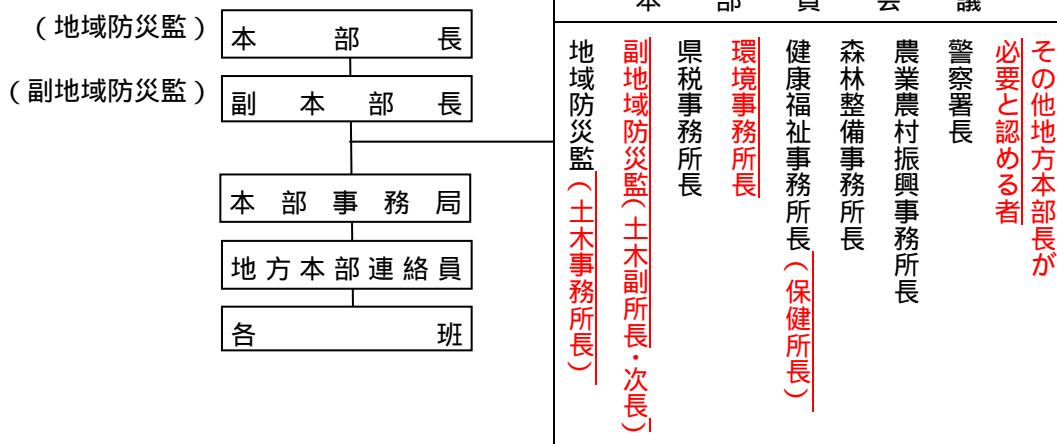 本部員会議
（地域防災監）
本部長
（副地域防災監）
副本部長
本部事務局
地方本部連絡員
各班
地域防災監（土木事務所長）
副地域防災監（土木副所長・次長）
県税事務所長
環境事務所長
健康福祉事務所長（保健所長）
森林整備事務所長
農業農村振興事務所長
警察署長
その他地方本部長が
必要と認める者